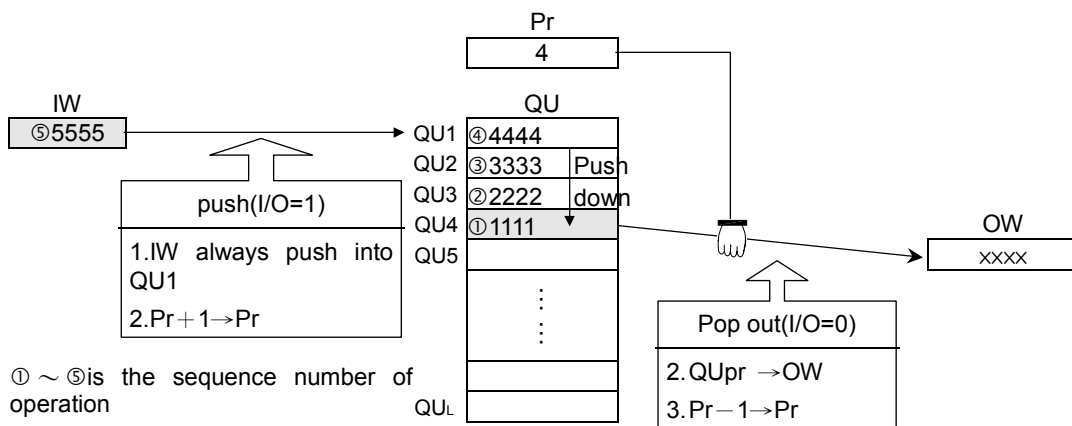 Pr
4
IW
⑤5555
QU
QU1 ④4444
QU2 ③3333 Push
QU3 ②2222 down
QU4 ①1111
QU5
⋮
⋮
QUL
push(I/O=1)
1.IW always push into
QU1
2.Pr+1→Pr
OW
xxxx
Pop out(I/O=0)
2.QUpr →OW
3.Pr－1→Pr
①～⑤is the sequence number of
operation